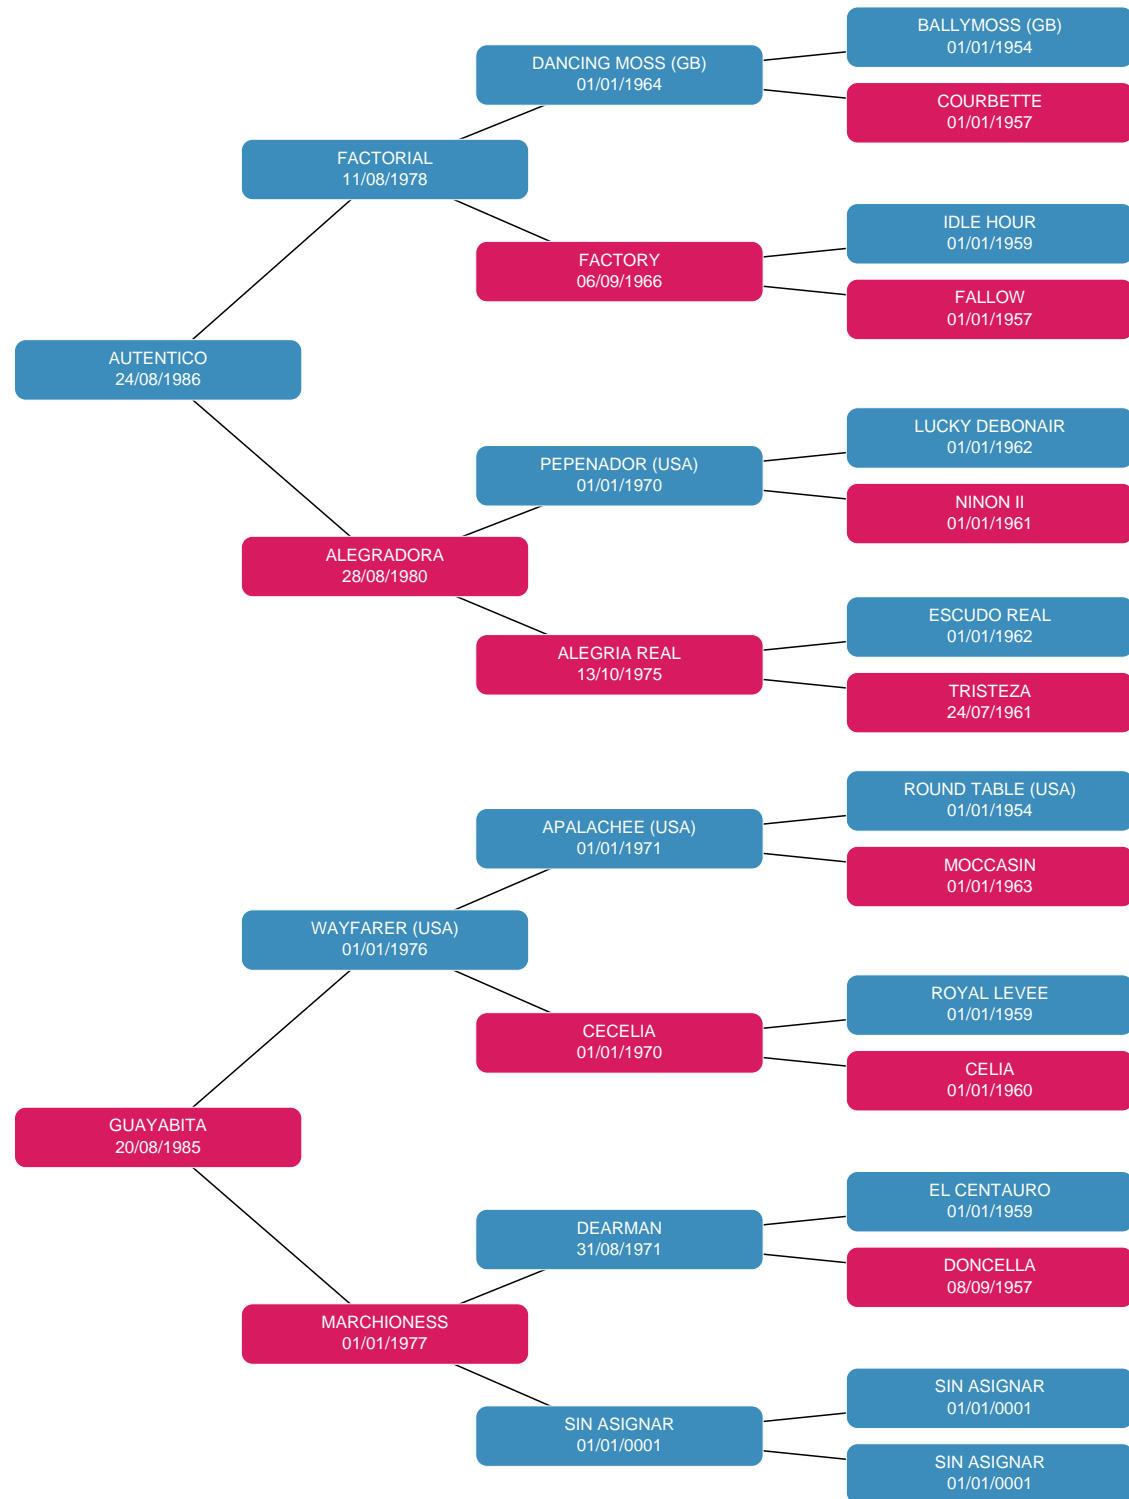 BALLYMOSS (GB)
01/01/1954
DANCING MOSS (GB)
01/01/1964
COURBETTE
01/01/1957
FACTORIAL
11/08/1978
IDLE HOUR
01/01/1959
FACTORY
06/09/1966
FALLOW
01/01/1957
AUTENTICO
24/08/1986
LUCKY DEBONAIR
01/01/1962
PEPENADOR (USA)
01/01/1970
NINON II
01/01/1961
ALEGRADORA
28/08/1980
ESCUDO REAL
01/01/1962
ALEGRIA REAL
13/10/1975
TRISTEZA
24/07/1961
ROUND TABLE (USA)
01/01/1954
APALACHEE (USA)
01/01/1971
MOCCASIN
01/01/1963
WAYFARER (USA)
01/01/1976
ROYAL LEVEE
01/01/1959
CECELIA
01/01/1970
CELIA
01/01/1960
GUAYABITA
20/08/1985
EL CENTAURO
01/01/1959
DEARMAN
31/08/1971
DONCELLA
08/09/1957
MARCHIONESS
01/01/1977
SIN ASIGNAR
01/01/0001
SIN ASIGNAR
01/01/0001
SIN ASIGNAR
01/01/0001